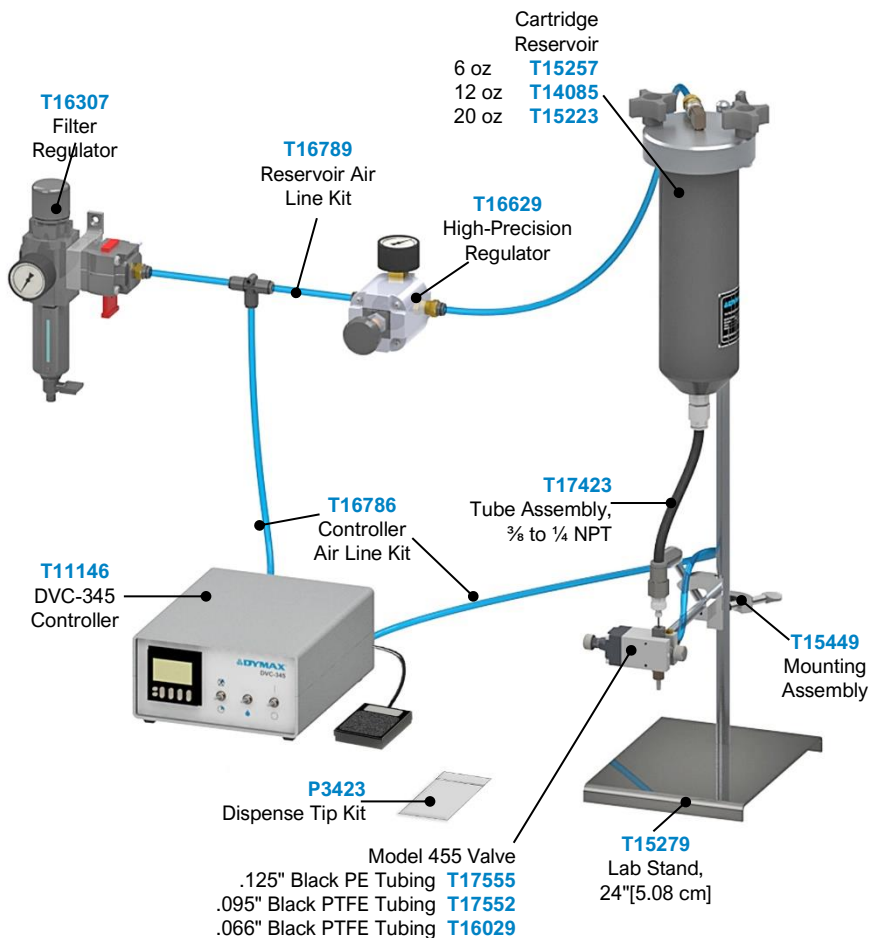 Cartridge
Reservoir
6 oz T15257
12 oz T14085
20 oz T15223
T16307
Filter
Regulator
T16789
Reservoir Air
Line Kit
T16629
High-Precision
Regulator
T17423
Tube Assembly,
⅜ to ¼ NPT
T16786
Controller
Air Line Kit
T11146
DVC-345
Controller
DYMAX
DVC-345
T15449
Mounting
Assembly
P3423
Dispense Tip Kit
Model 455 Valve
.125" Black PE Tubing T17555
.095" Black PTFE Tubing T17552
.066" Black PTFE Tubing T16029
T15279
Lab Stand,
24"[5.08 cm]